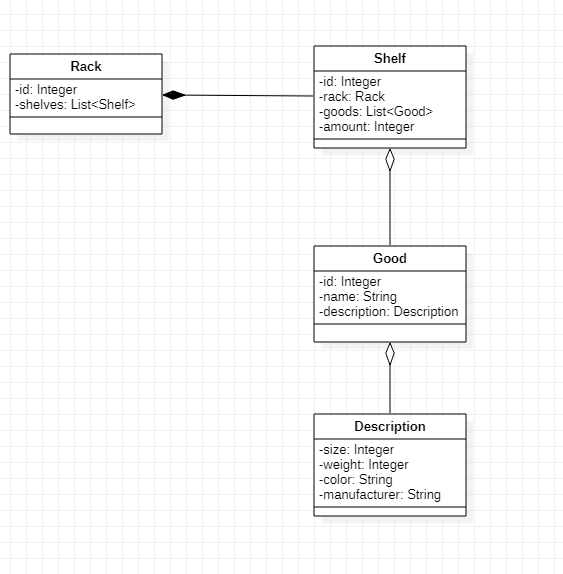 Rack
-id: Integer
-shelves: List<Shelf>
Shelf
-id: Integer
-rack: Rack
-goods: List<Good>
-amount: Integer
Good
-id: Integer
-name: String
-description: Description
Description
-size: Integer
-weight: Integer
-color: String
-manufacturer: String